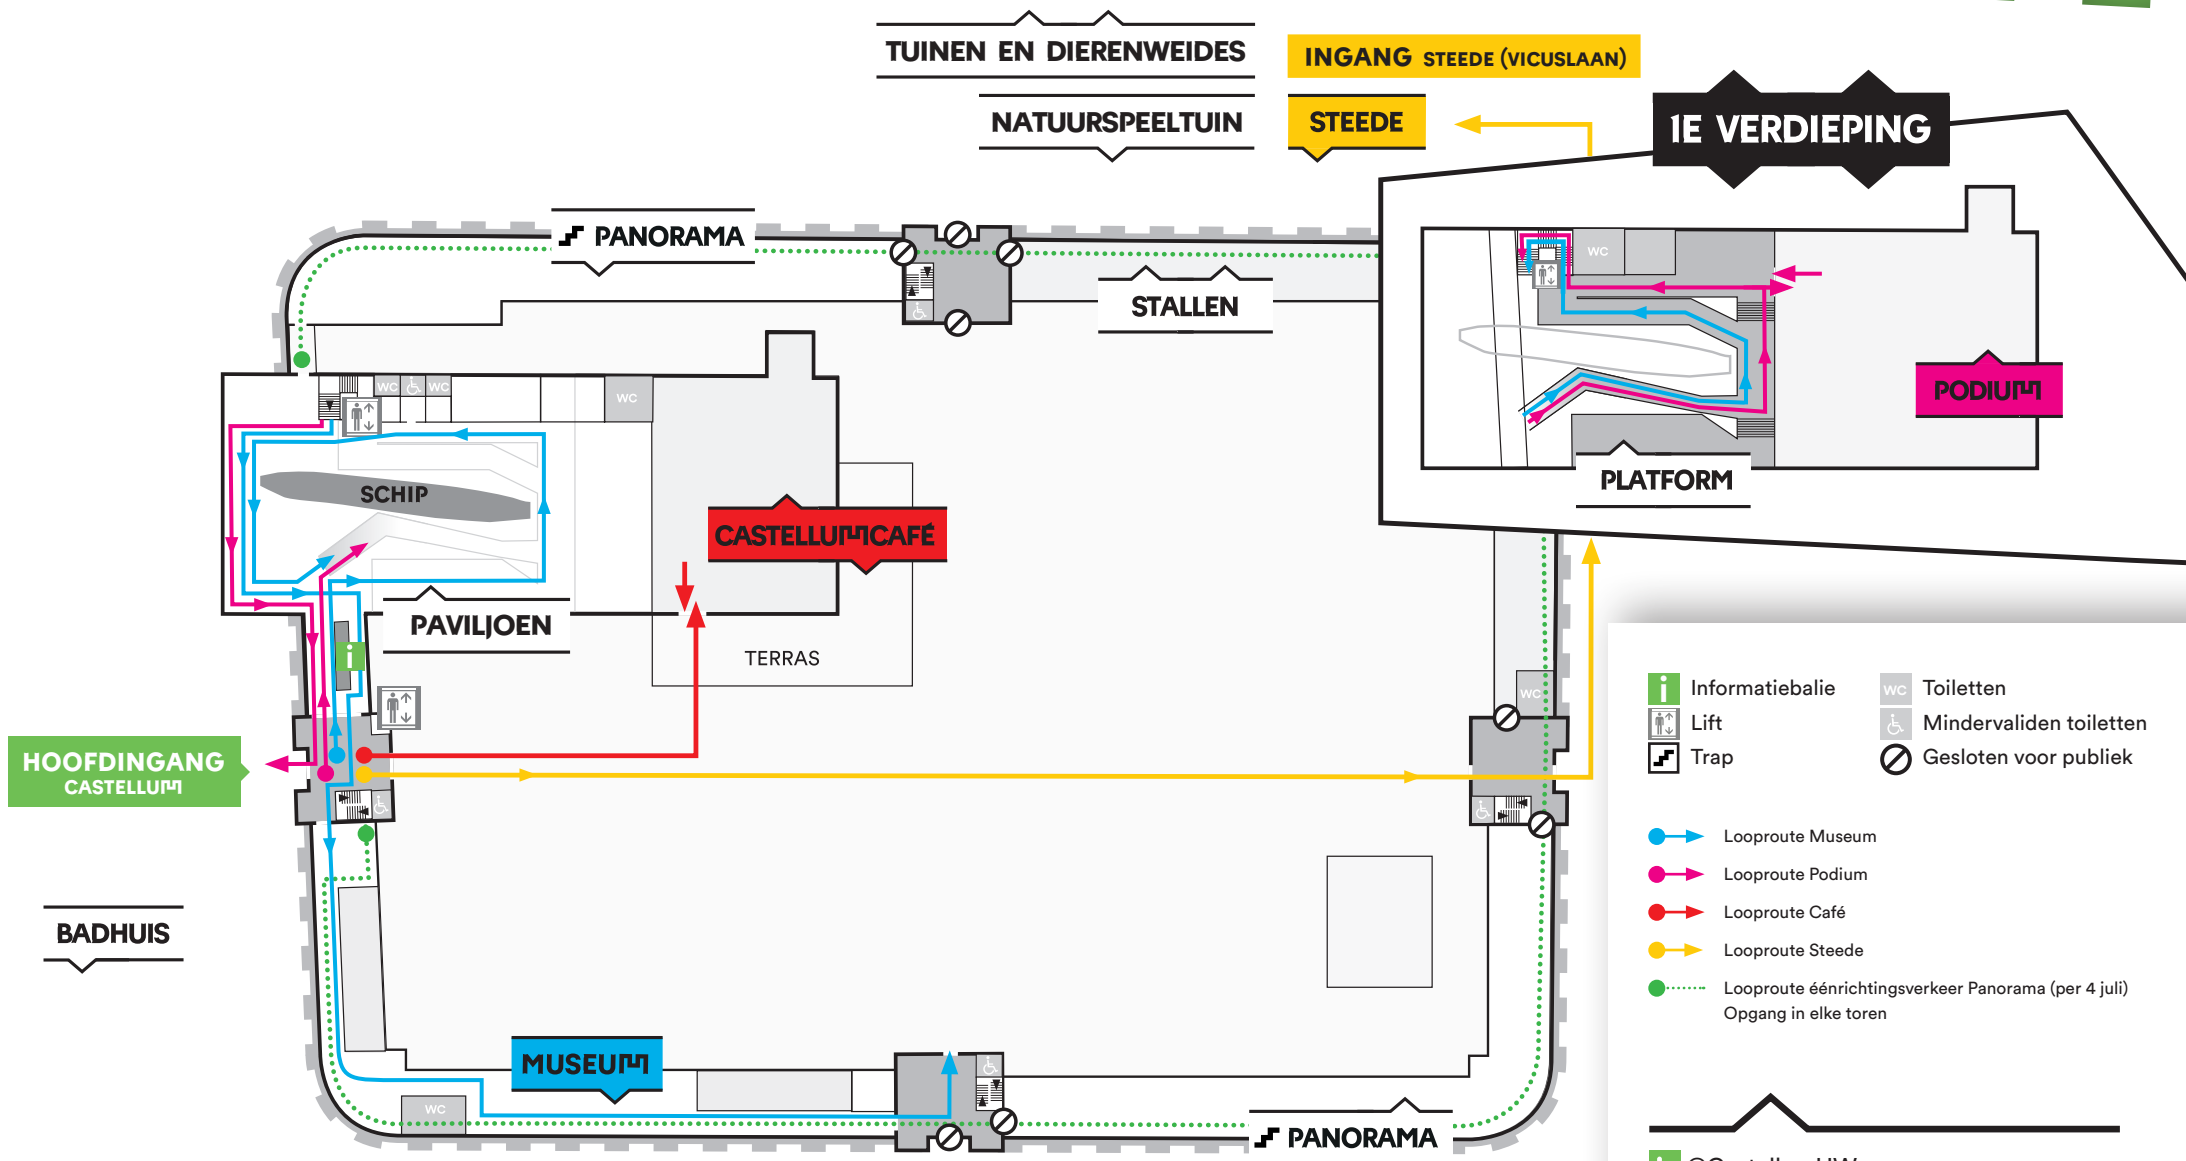 TUINEN EN DIERENWEIDES
INGANG STEEDE (VICUSLAAN)
NATUURSPEELTUIN
STEEDE
1E VERDIEPING
PANORAMA
STALLEN
WC
PODIUM
PLATFORM
WC
WC
WC
SCHIP
CASTELLUMCAFÉ
PAVILJOEN
TERRAS
i
WC
HOOFDINGANG
CASTELLUM
BADHUIS
MUSEUM
WC
PANORAMA
i Informatiebalie
Lift
Trap
WC Toiletten
Mindervaliden toiletten
Gesloten voor publiek
Looproute Museum
Looproute Podium
Looproute Café
Looproute Steede
Looproute éénrichtingsverkeer Panorama (per 4 juli)
Opgang in elke toren